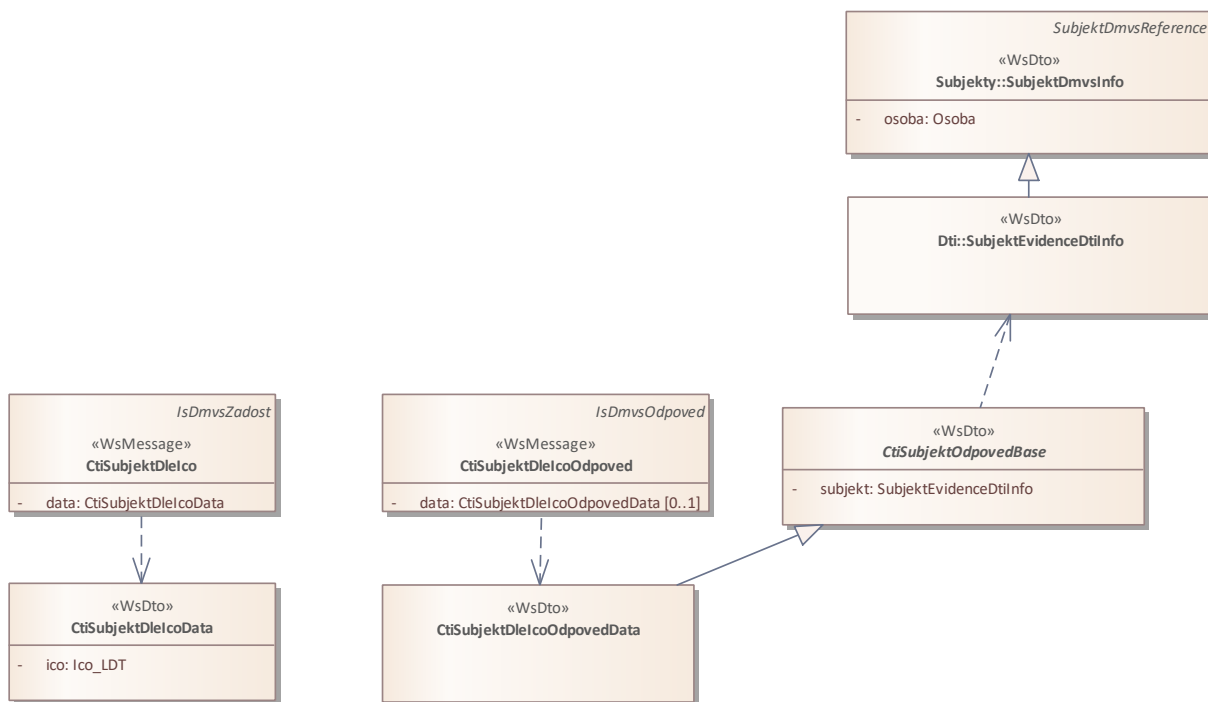 SubjektDmvsReference
«WsDto»
Subjekty::SubjektDmvsInfo
- osoba: Osoba
«WsDto»
Dti::SubjektEvidenceDtiInfo
IsDmvsZadost
«WsMessage»
CtiSubjektDleIco
- data: CtiSubjektDleIcoData
IsDmvsOdpoved
«WsMessage»
CtiSubjektDleIcoOdpoved
- data: CtiSubjektDleIcoOdpovedData [0..1]
«WsDto»
CtiSubjektOdpovedBase
- subjekt: SubjektEvidenceDtiInfo
«WsDto»
CtiSubjektDleIcoData
- ico: Ico_LDT
«WsDto»
CtiSubjektDleIcoOdpovedData